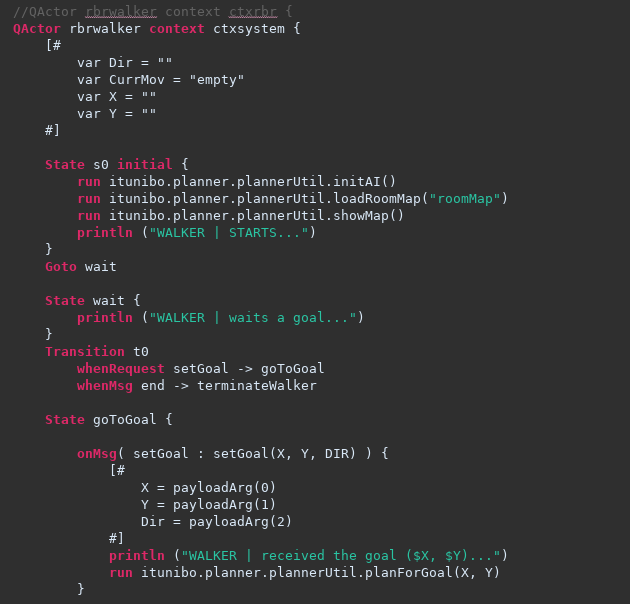 //QActor rbrwalker context ctxrbr {
QActor rbrwalker context ctxsystem {
    [#
        var Dir = ""
        var CurrMov = "empty"
        var X = ""
        var Y = ""
    #]

    State s0 initial {
        run itunibo.planner.plannerUtil.initAI()
        run itunibo.planner.plannerUtil.loadRoomMap("roomMap")
        run itunibo.planner.plannerUtil.showMap()
        println ("WALKER | STARTS...")
    }
    Goto wait

    State wait {
        println ("WALKER | waits a goal...")
    }
    Transition t0
        whenRequest setGoal -> goToGoal
        whenMsg end -> terminateWalker

    State goToGoal {

        onMsg( setGoal : setGoal(X, Y, DIR) ) {
            [#
                X = payloadArg(0)
                Y = payloadArg(1)
                Dir = payloadArg(2)
            #]
            println ("WALKER | received the goal ($X, $Y)...")
            run itunibo.planner.plannerUtil.planForGoal(X, Y)
        }